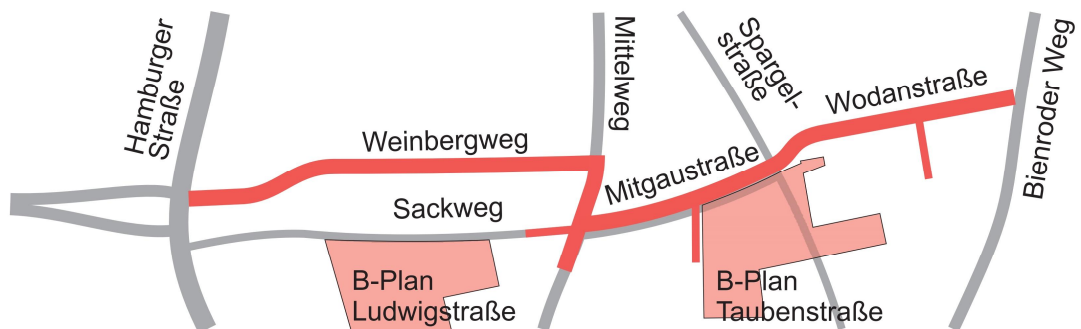 Hamburger
Straße
Weinbergweg
Sackweg
B-Plan
Ludwigstraße
Mittelweg
Mitgaustraße
Spargel-
straße
B-Plan
Taubenstraße
Wodanstraße
Bienroder Weg